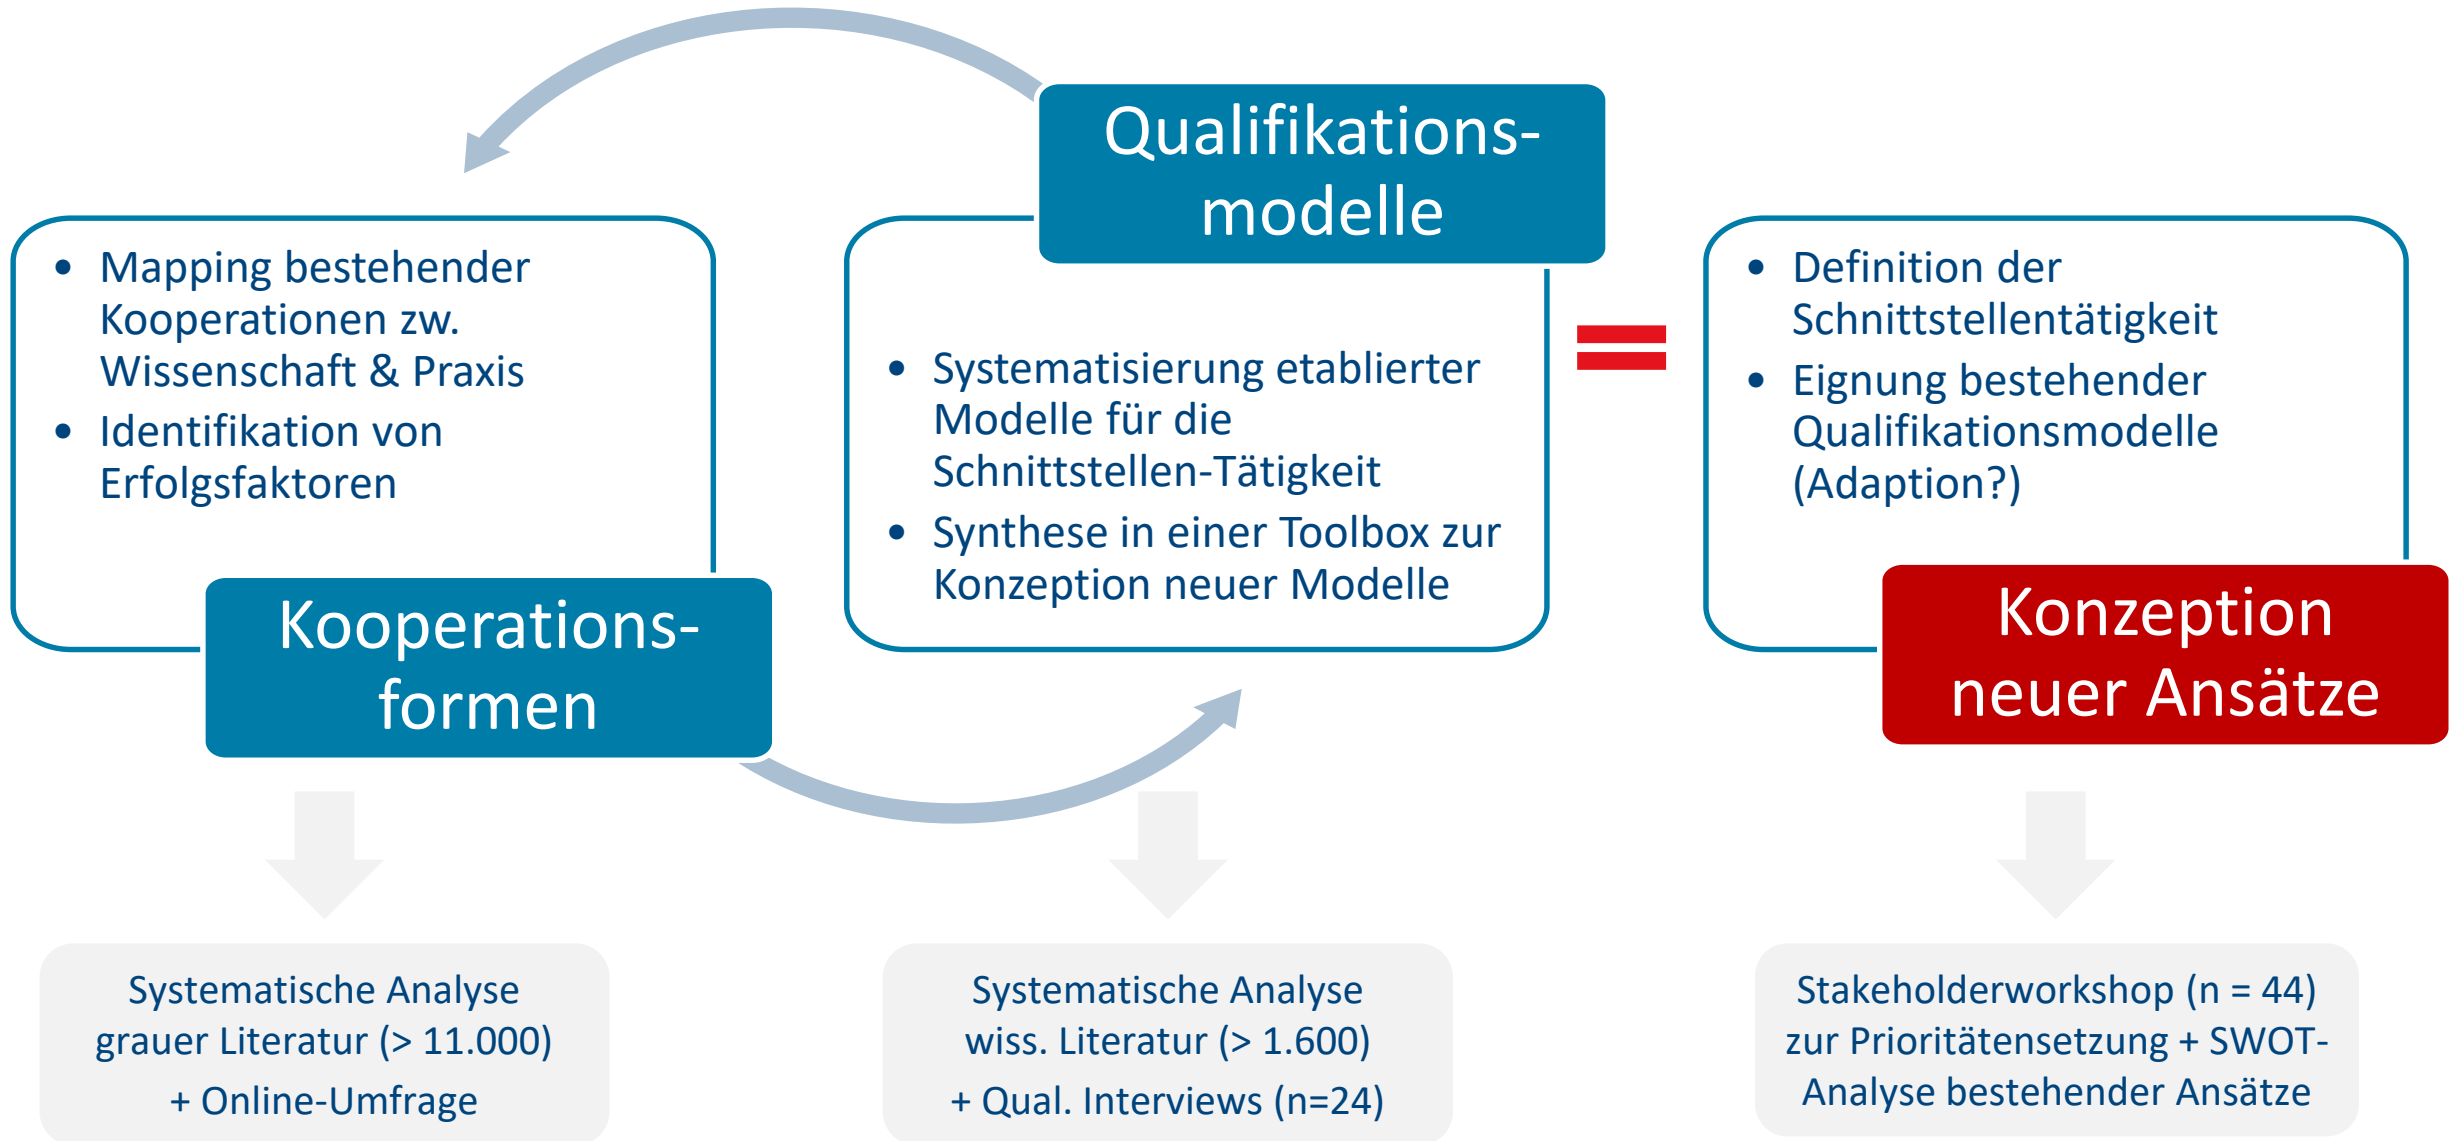 • Mapping bestehender
Kooperationen zw.
Wissenschaft & Praxis
• Identifikation von
Erfolgsfaktoren
Kooperations-
formen
Qualifikations-
modelle
• Systematisierung etablierter
Modelle für die
Schnittstellen-Tätigkeit
• Synthese in einer Toolbox zur
Konzeption neuer Modelle
=
• Definition der
Schnittstellentätigkeit
• Eignung bestehender
Qualifikationsmodelle
(Adaption?)
Konzeption
neuer Ansätze
Systematische Analyse
grauer Literatur (> 11.000)
+ Online-Umfrage
Systematische Analyse
wiss. Literatur (> 1.600)
+ Qual. Interviews (n=24)
Stakeholderworkshop (n = 44)
zur Prioritätensetzung + SWOT-
Analyse bestehender Ansätze